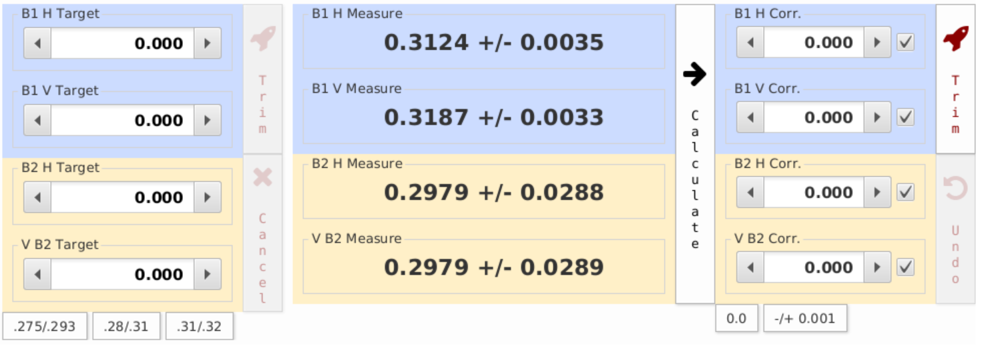 B1 H Target
0.000
B1 V Target
0.000
B2 H Target
0.000
V B2 Target
0.000
Trim
Cancel
.275/.293
.28/.31
.31/.32
B1 H Measure
0.3124 +/- 0.0035
B1 V Measure
0.3187 +/- 0.0033
B2 H Measure
0.2979 +/- 0.0288
V B2 Measure
0.2979 +/- 0.0289
Calculate
B1 H Corr.
0.000
B1 V Corr.
0.000
B2 H Corr.
0.000
V B2 Corr.
0.000
Trim
Undo
0.0
-/+ 0.001